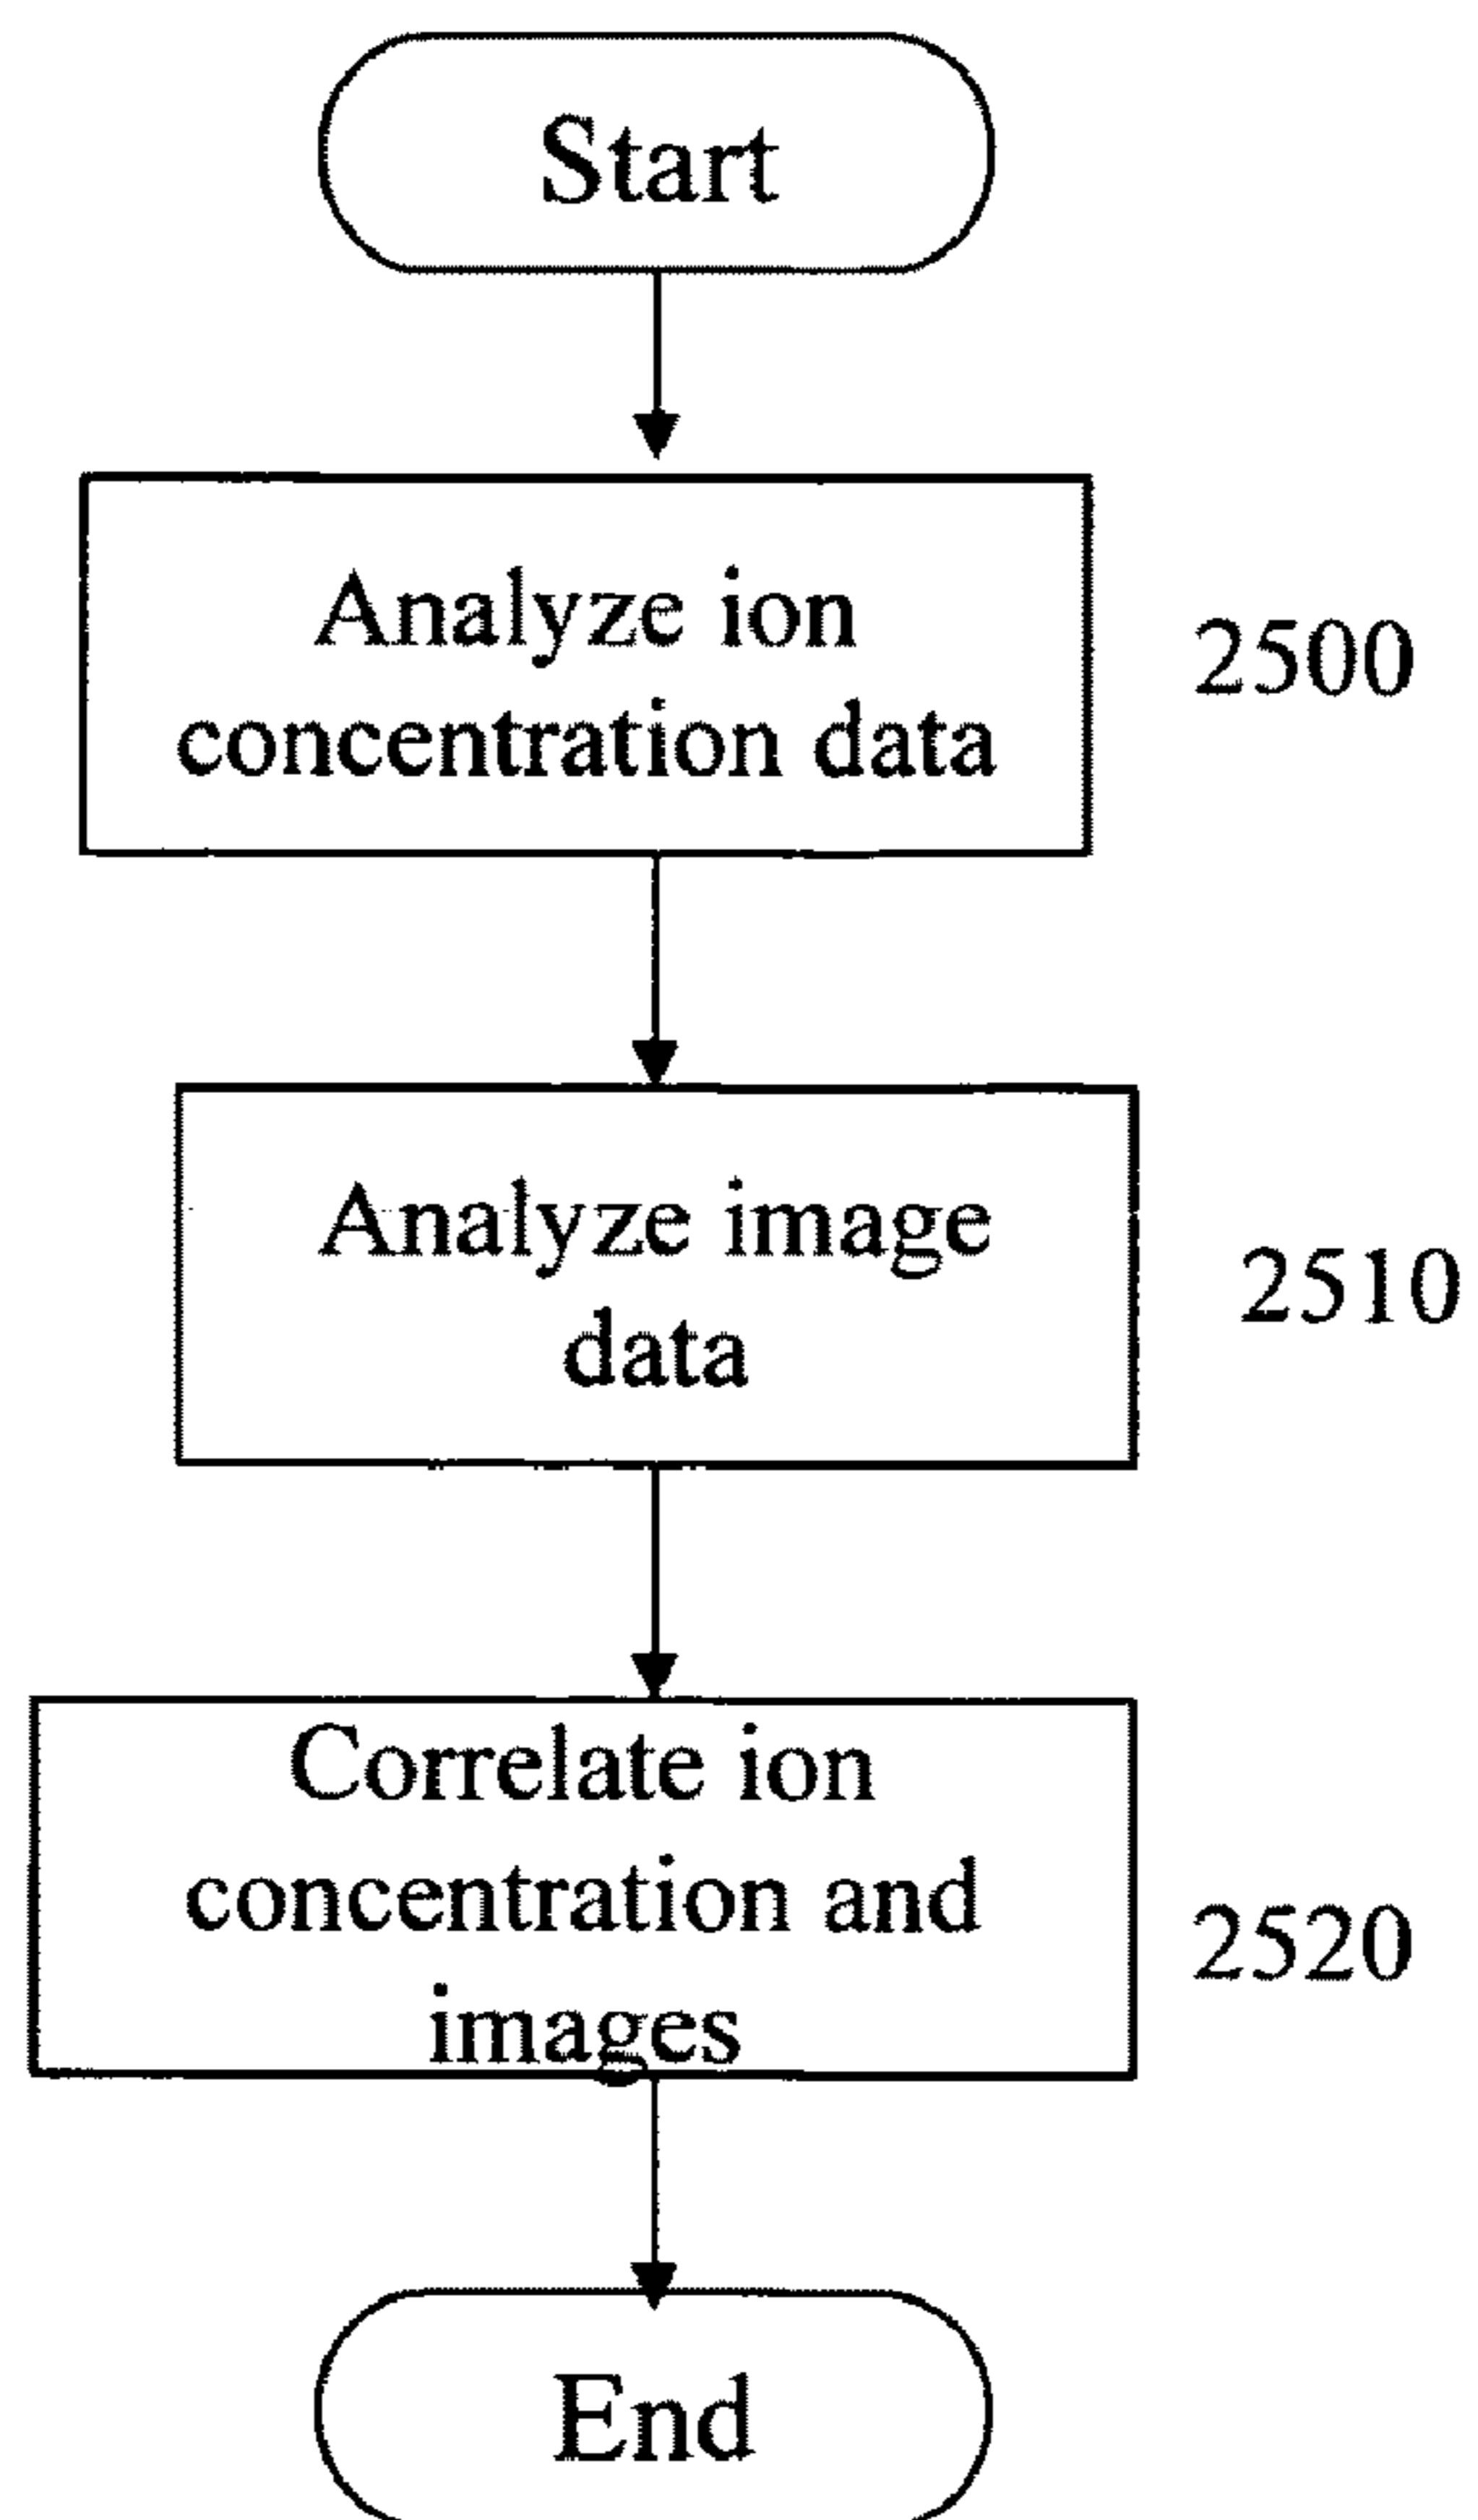 Start
Analyze ion
concentration data
2500
Analyze image
data
2510
Correlate ion
concentration and
images
2520
End